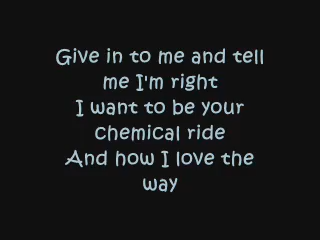 Give in to me and tell
me I'm right
I want to be your
chemical ride
And how I love the
way